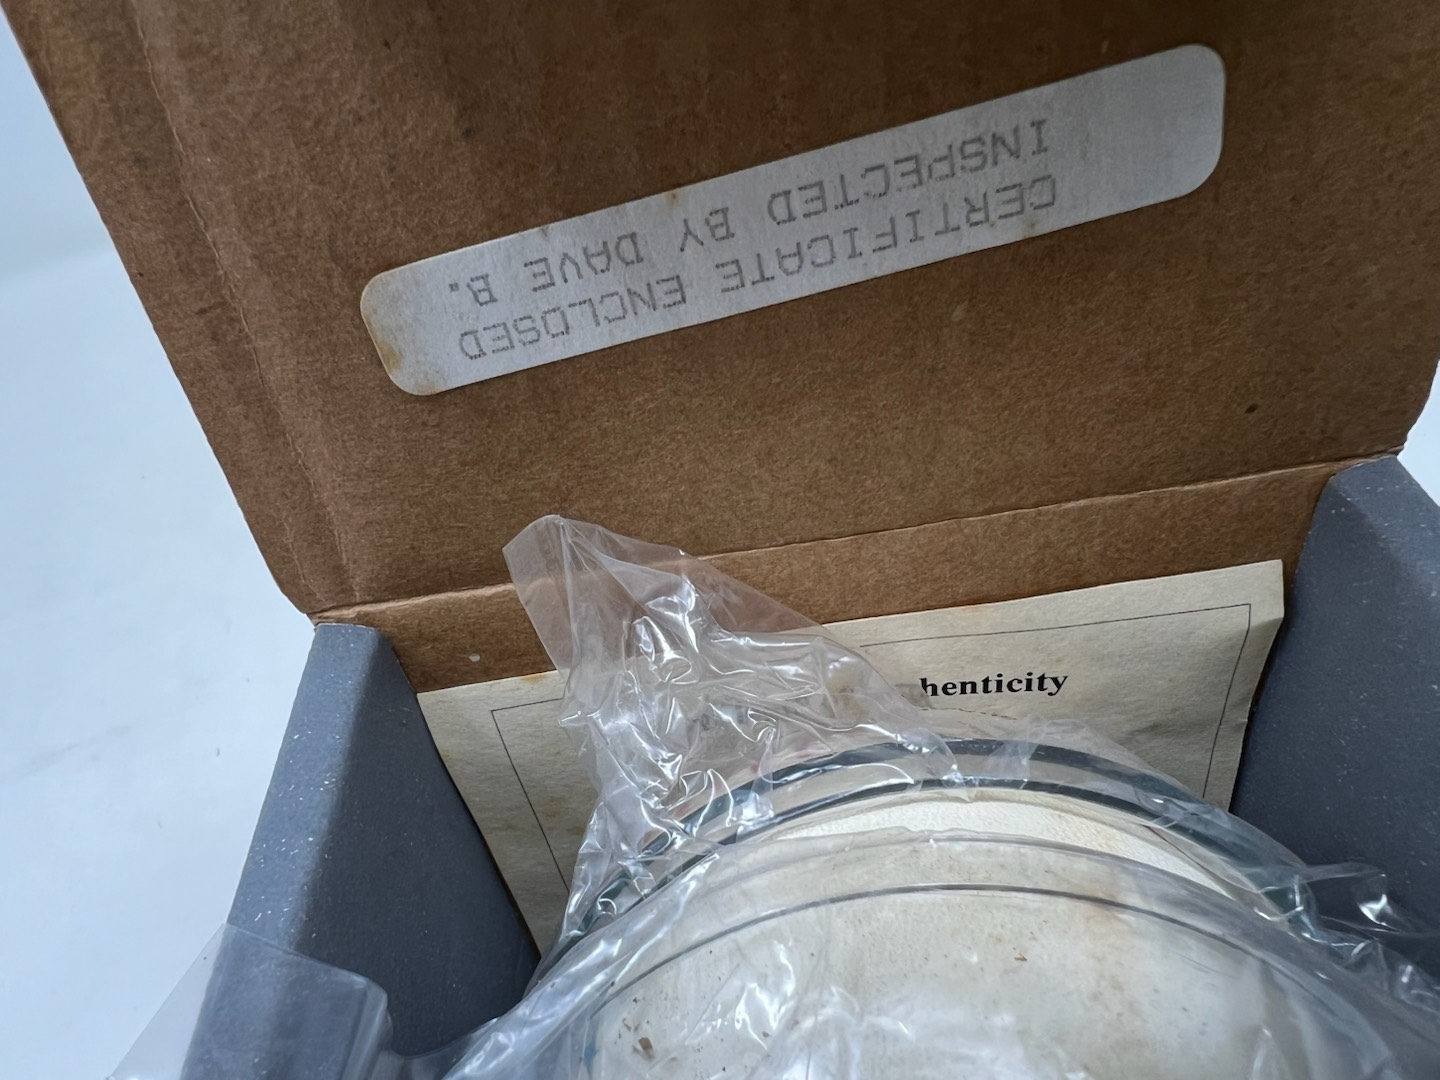 CERTIFICATE ENCLOSED
INSPECTED BY DAVE B.
henticity